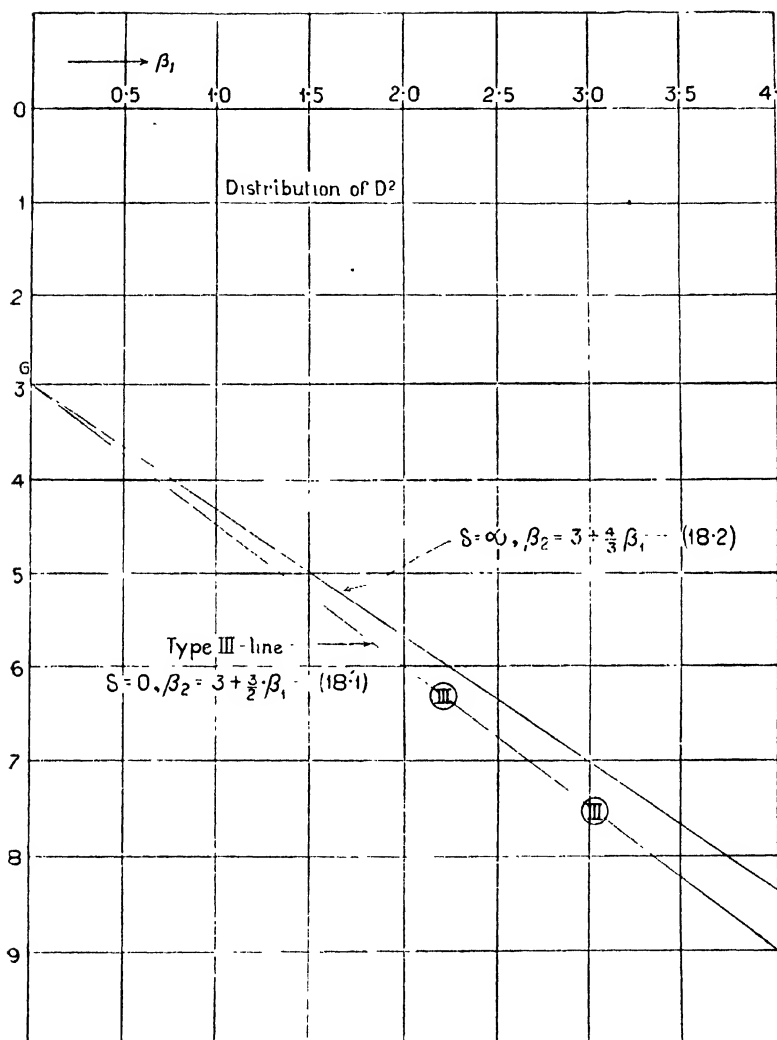 → β₁
0·5 1·0 1·5 2·0 2·5 3·0 3·5 4·
0
Distribution of D²
1
2
G
3
4
δ=∞, β₂ = 3 + 4/3 β₁ -- (18·2)
5
Type III-line
6
δ=0, β₂ = 3 + 3/2·β₁ -- (18·1)
III
7
III
8
9